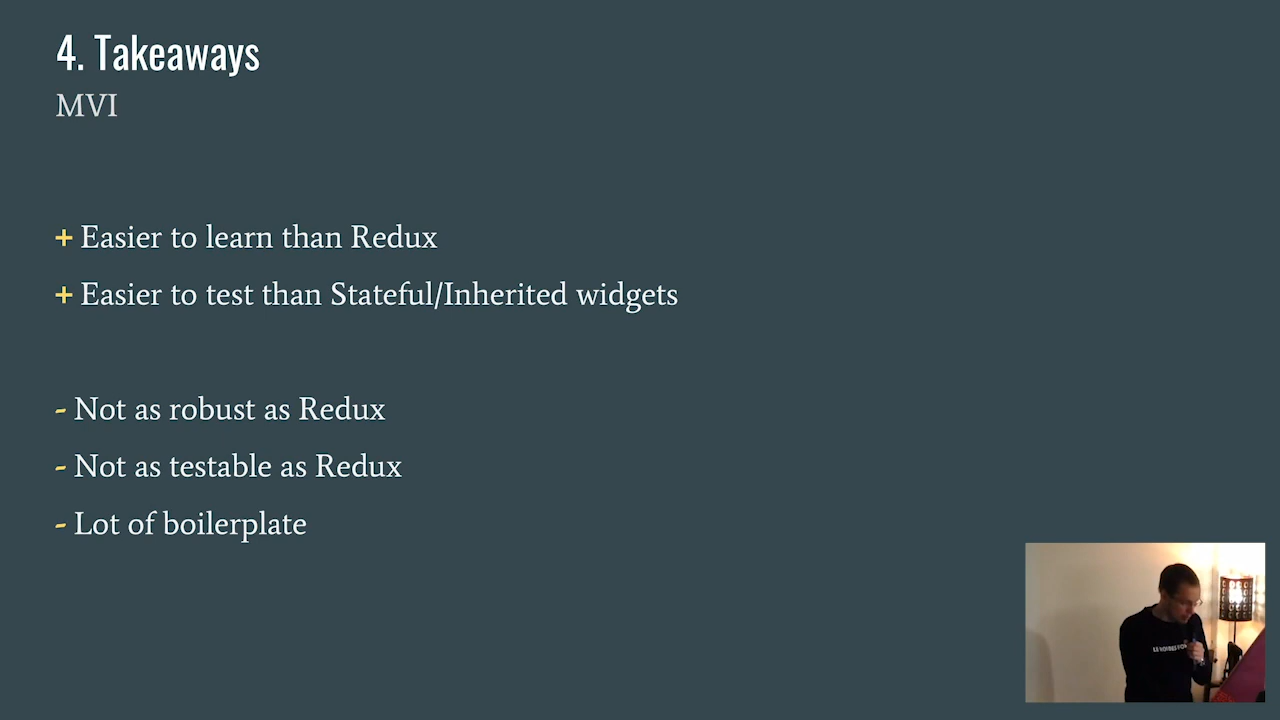 4. Takeaways
MVI
+ Easier to learn than Redux
+ Easier to test than Stateful/Inherited widgets
- Not as robust as Redux
- Not as testable as Redux
- Lot of boilerplate